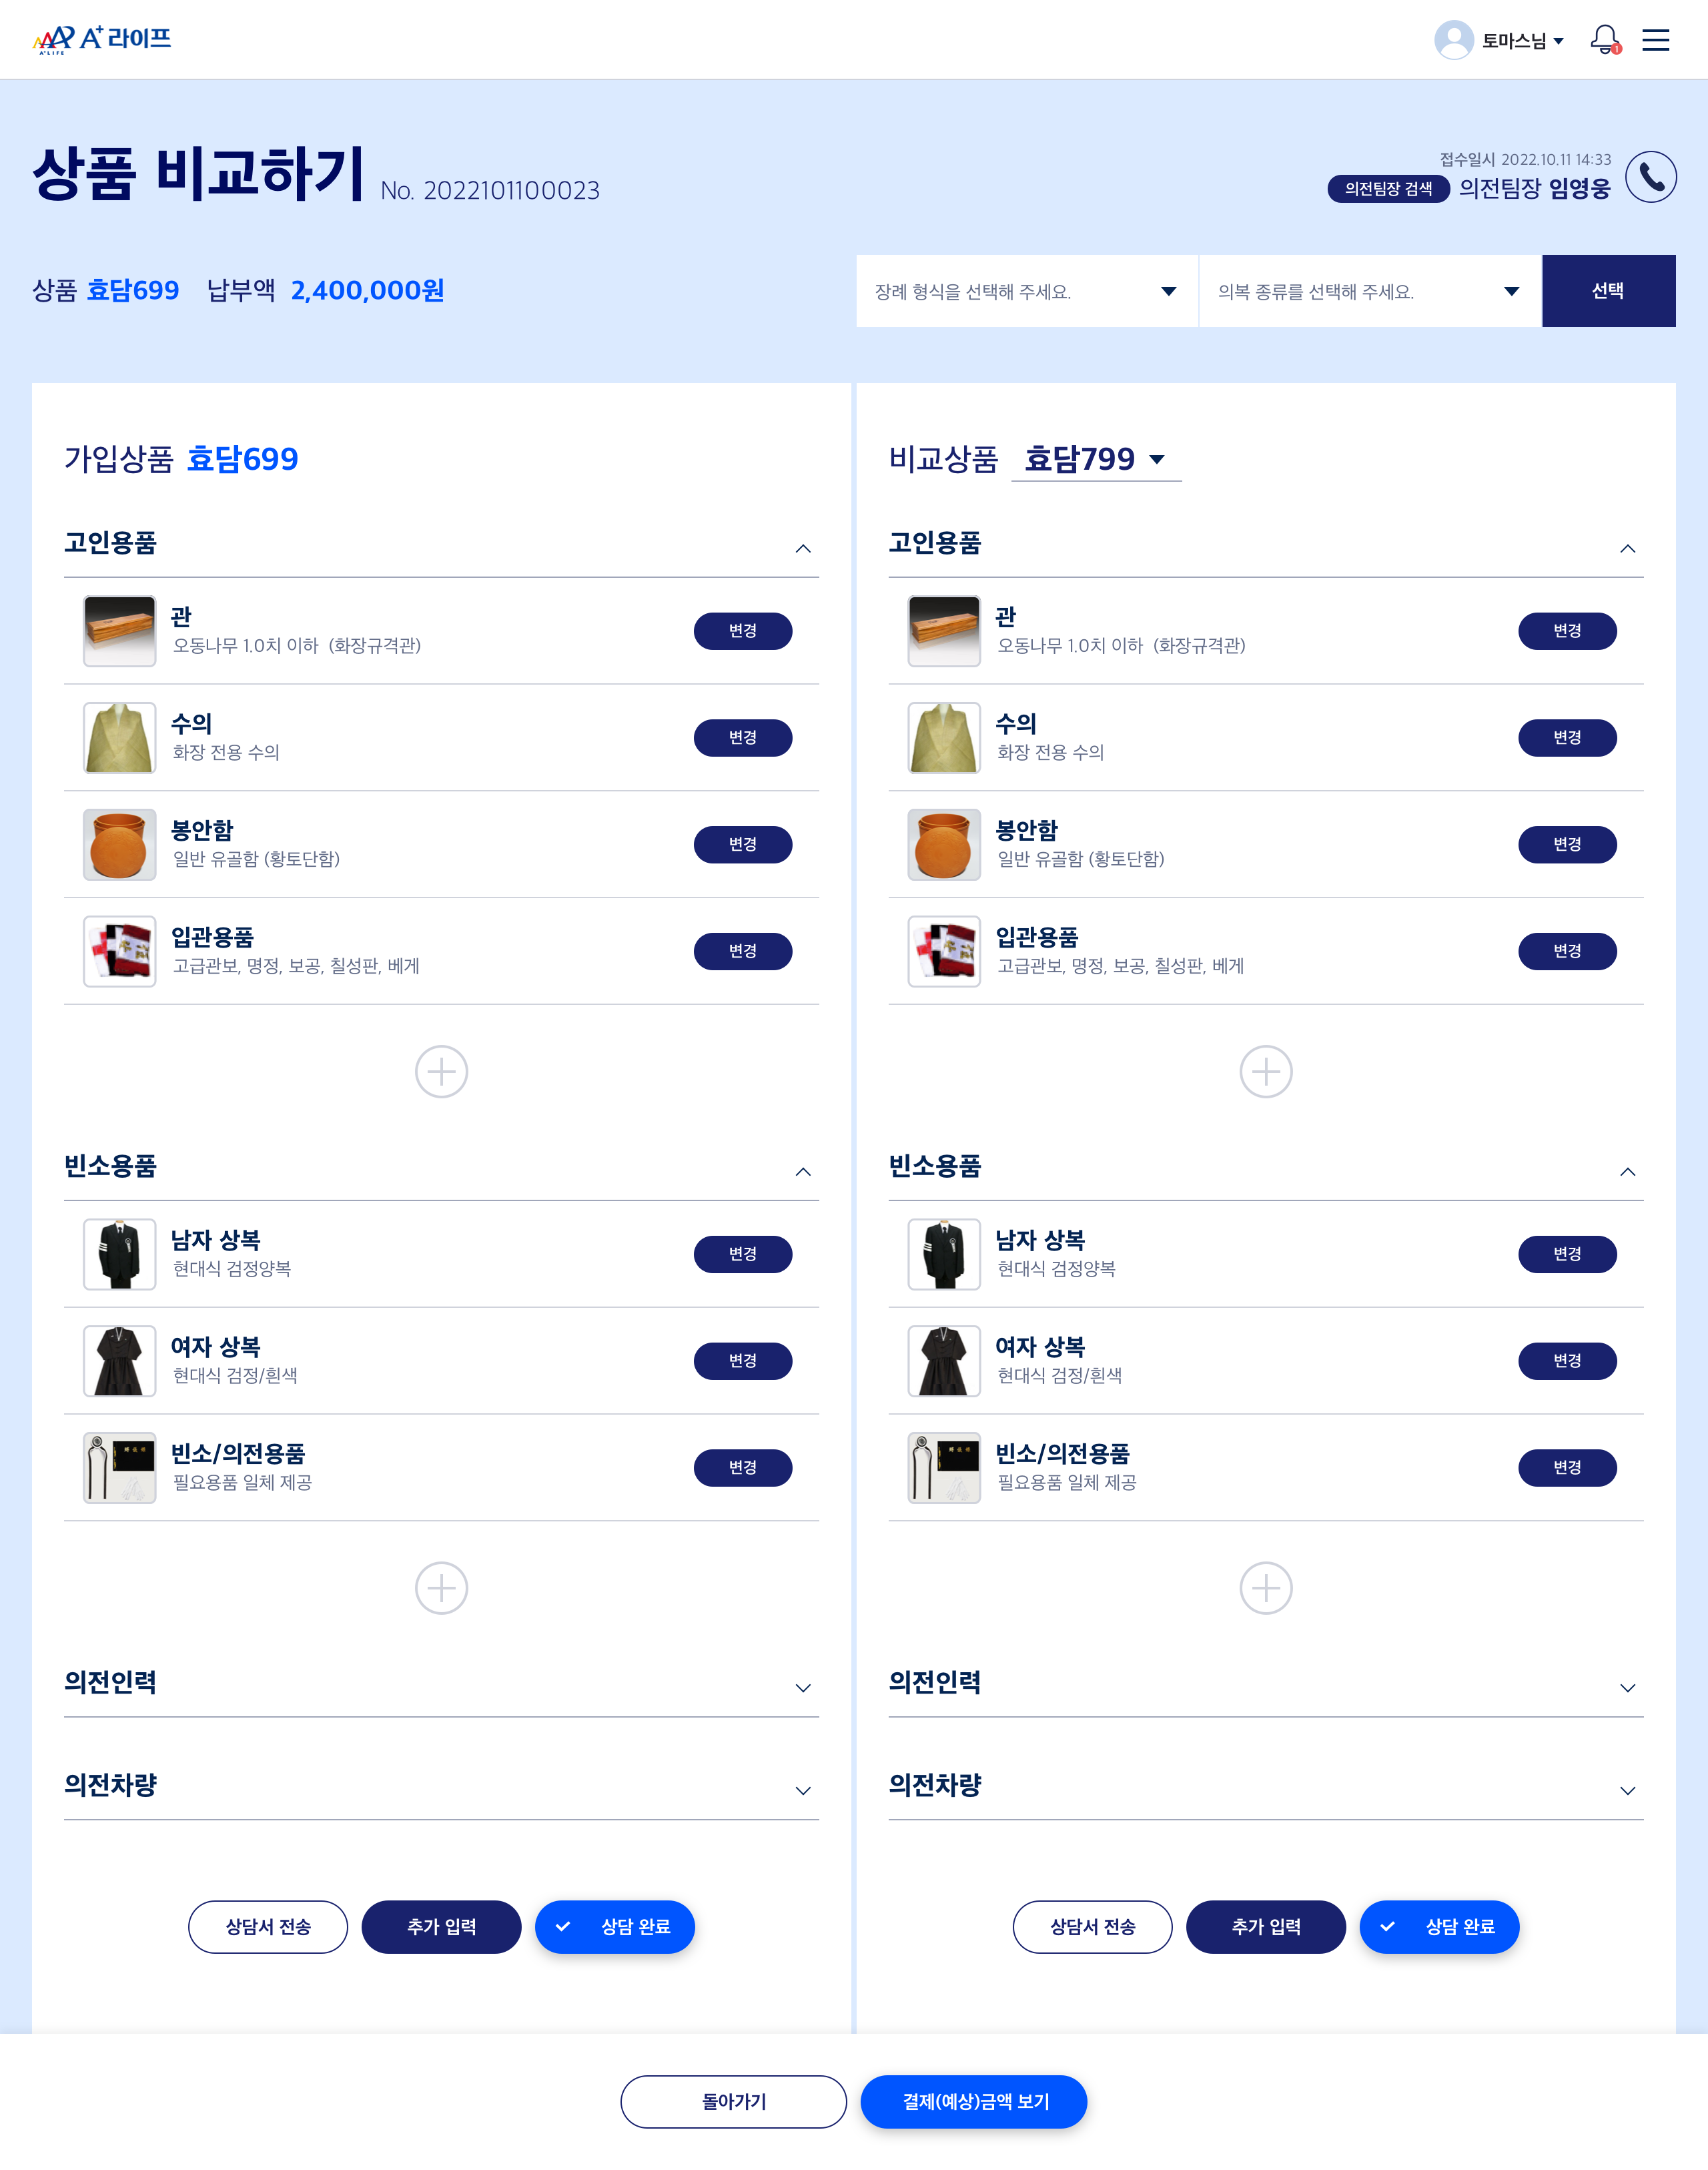 A+LIFE A+ 라이프
토마스님
1
상품 비교하기 No. 2022101100023
접수일시 2022.10.11 14:33
의전팀장 검색 의전팀장 임영웅
상품 효담699 납부액 2,400,000원
장례 형식을 선택해 주세요. 의복 종류를 선택해 주세요. 선택
가입상품 효담699
고인용품
관
오동나무 1.0치 이하 (화장규격관)
변경
수의
화장 전용 수의
변경
봉안함
일반 유골함 (황토단함)
변경
입관용품
고급관보, 명정, 보공, 칠성판, 베게
변경
빈소용품
남자 상복
현대식 검정양복
변경
여자 상복
현대식 검정/흰색
변경
빈소/의전용품
필요용품 일체 제공
변경
의전인력
의전차량
상담서 전송 추가 입력 상담 완료
비교상품 효담799
고인용품
관
오동나무 1.0치 이하 (화장규격관)
변경
수의
화장 전용 수의
변경
봉안함
일반 유골함 (황토단함)
변경
입관용품
고급관보, 명정, 보공, 칠성판, 베게
변경
빈소용품
남자 상복
현대식 검정양복
변경
여자 상복
현대식 검정/흰색
변경
빈소/의전용품
필요용품 일체 제공
변경
의전인력
의전차량
상담서 전송 추가 입력 상담 완료
돌아가기 결제(예상)금액 보기